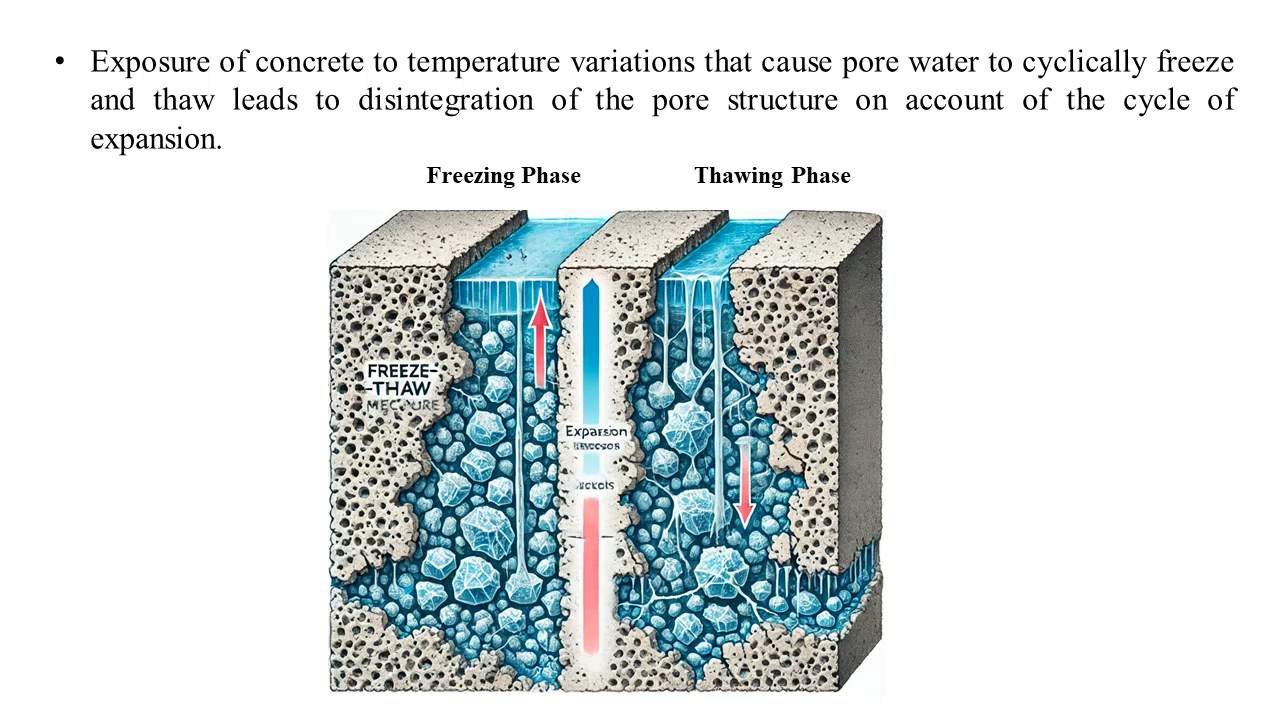 • Exposure of concrete to temperature variations that cause pore water to cyclically freeze
and thaw leads to disintegration of the pore structure on account of the cycle of
expansion.
Freezing Phase
Thawing Phase
FREEZE-
-THAW
Expansion